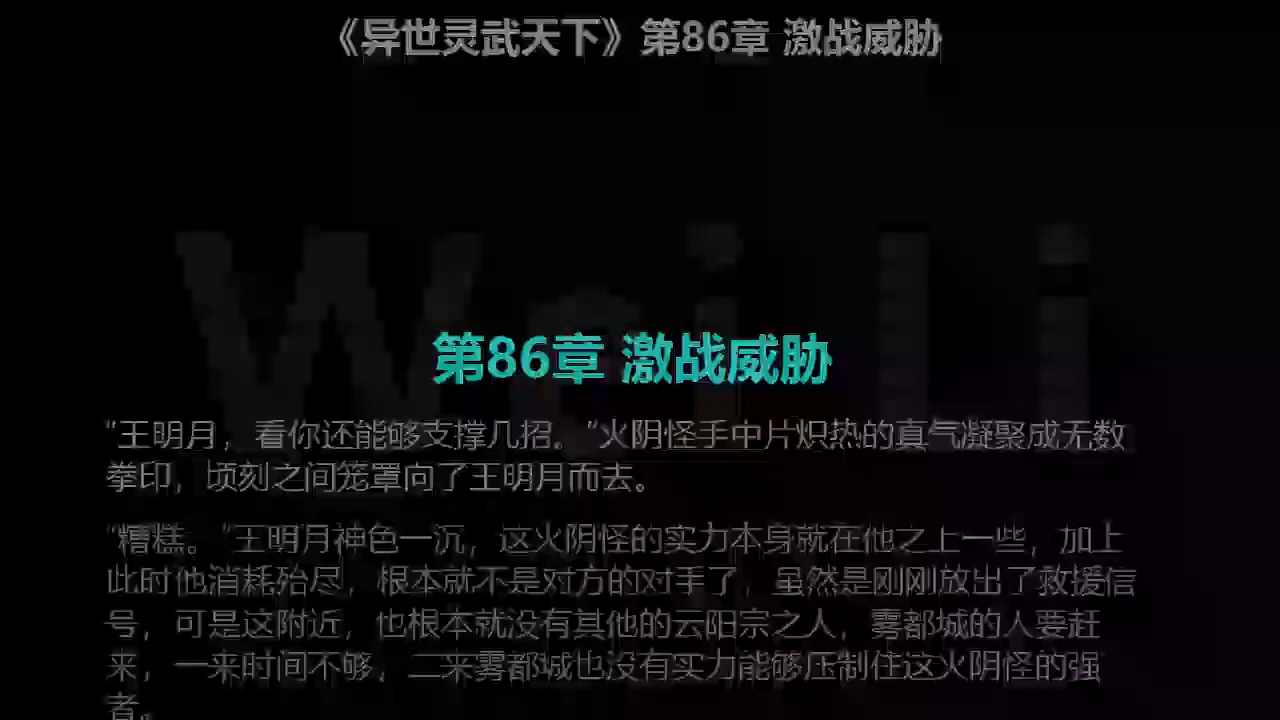 《异世灵武天下》第86章 激战威胁
Wei Li
第86章 激战威胁
"王明月，看你还能够支撑几招。"火阴怪手中片炽热的真气凝聚成无数
拳印，顷刻之间笼罩向了王明月而去。
"糟糕。"王明月神色一沉，这火阴怪的实力本身就在他之上一些，加上
此时他消耗殆尽，根本就不是对方的对手了，虽然是刚刚放出了救援信
号，可是这附近，也根本就没有其他的云阳宗之人，雾都城的人要赶
来，一来时间不够，二来雾都城也没有实力能够压制住这火阴怪的强
者。